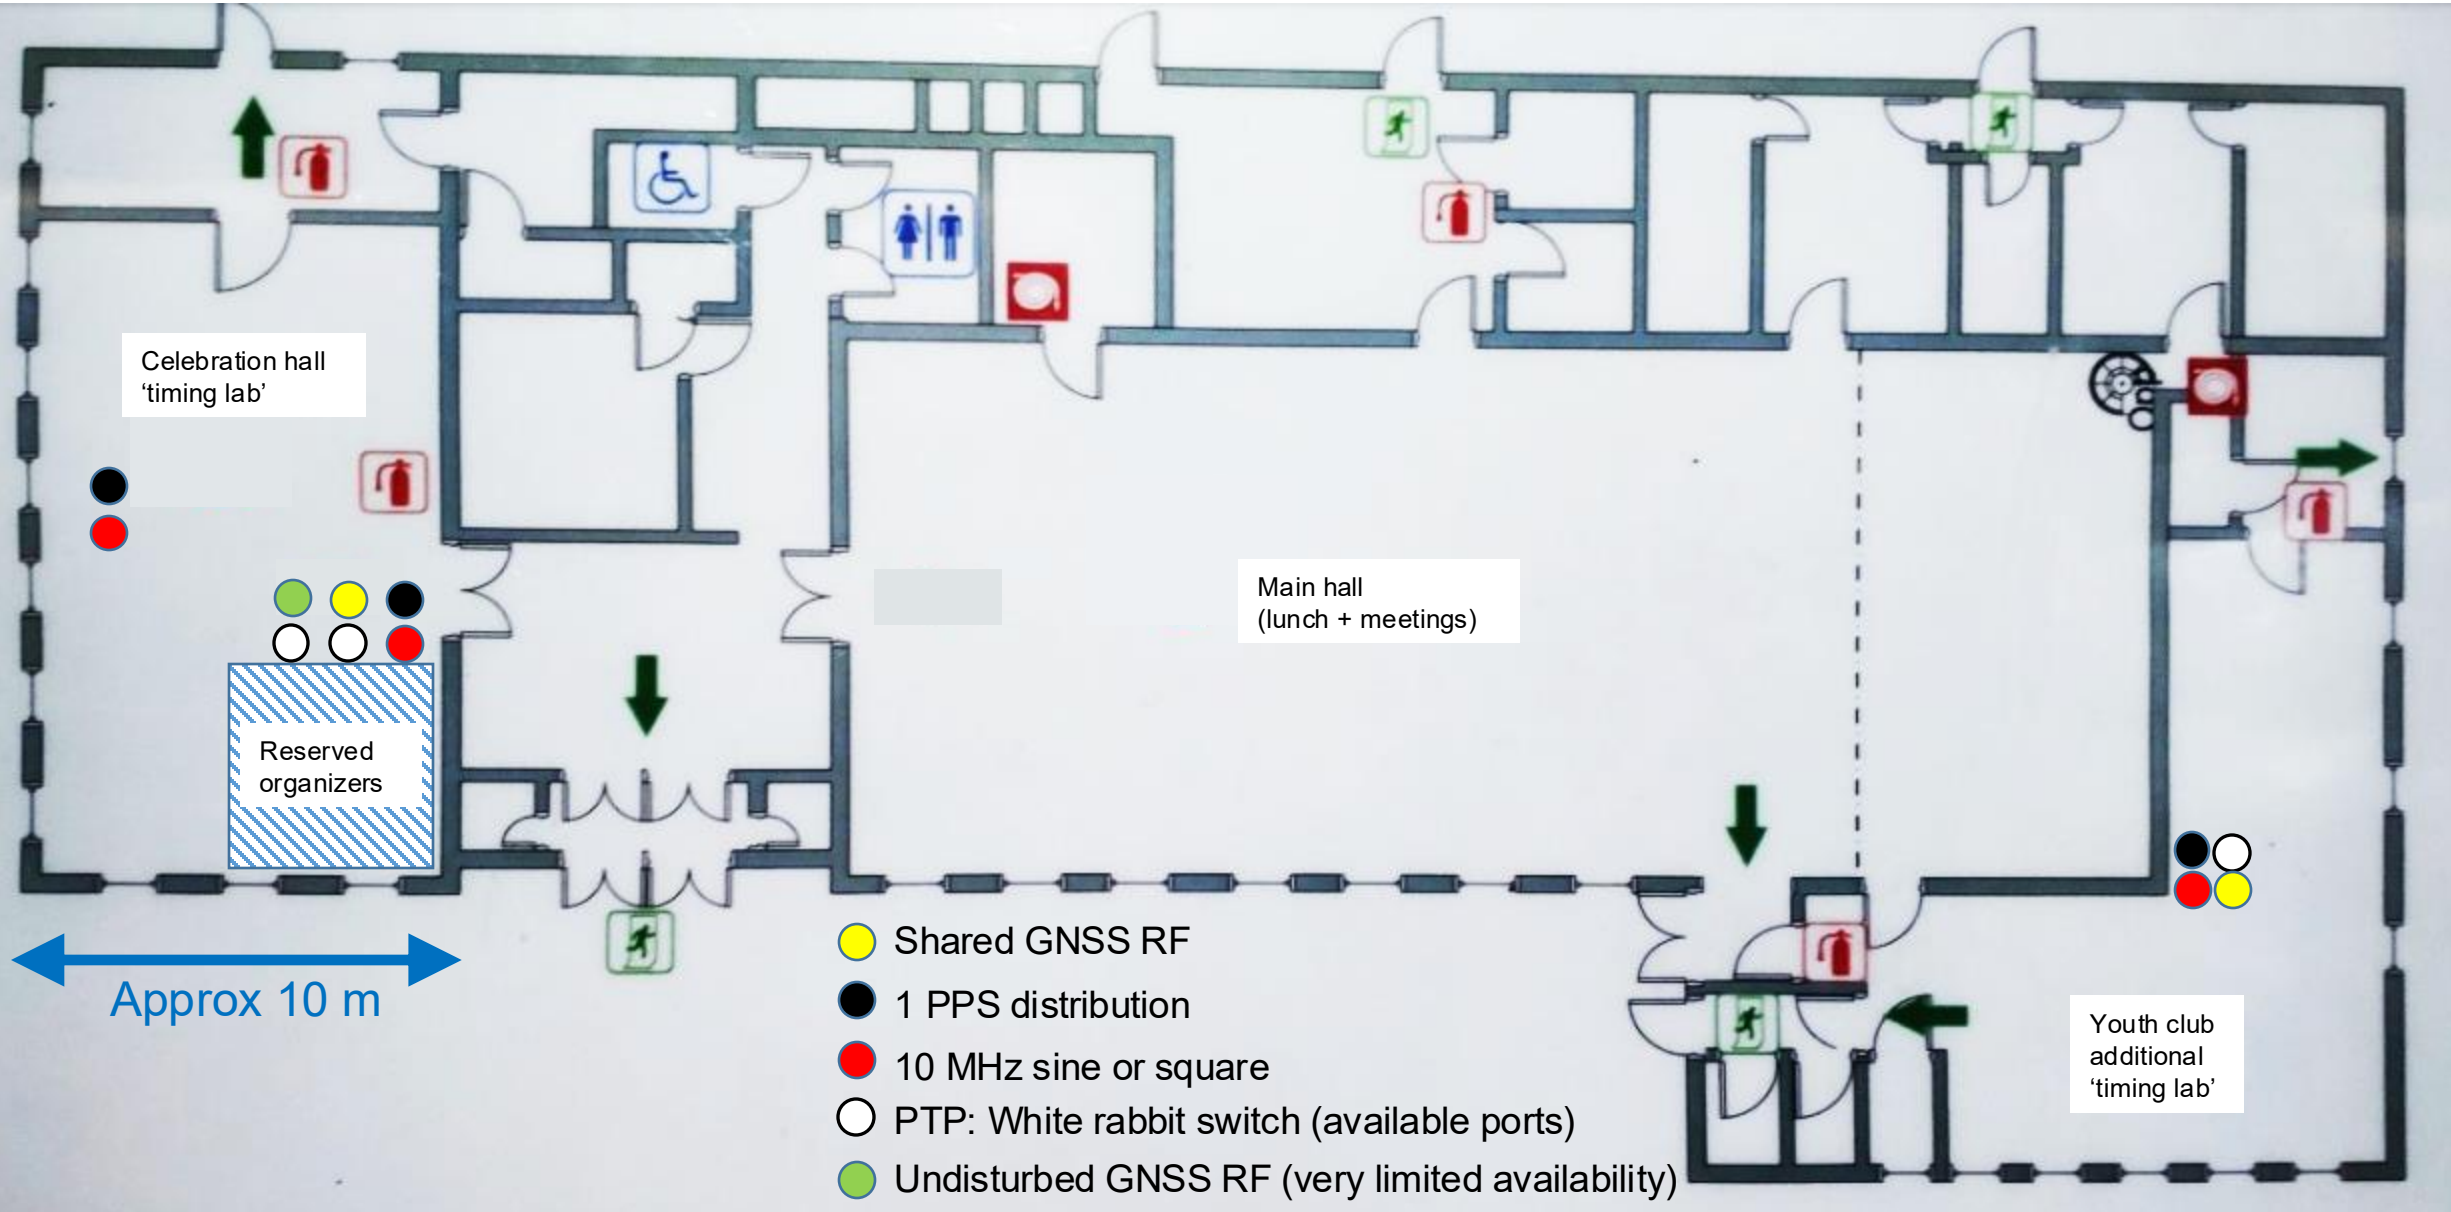 Celebration hall
‘timing lab’
Main hall
(lunch + meetings)
Reserved
organizers
Approx 10 m
Shared GNSS RF
1 PPS distribution
10 MHz sine or square
PTP: White rabbit switch (available ports)
Undisturbed GNSS RF (very limited availability)
Youth club
additional
‘timing lab’